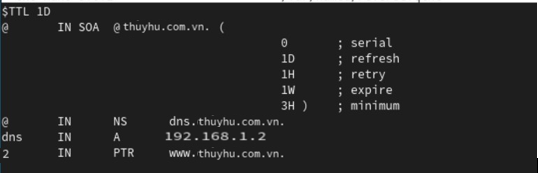 $TTL 1D
@ IN SOA @thuyhu.com.vn. (
0 ; serial
1D ; refresh
1H ; retry
1W ; expire
3H ) ; minimum
@ IN NS dns.thuyhu.com.vn.
dns IN A 192.168.1.2
2 IN PTR www.thuyhu.com.vn.